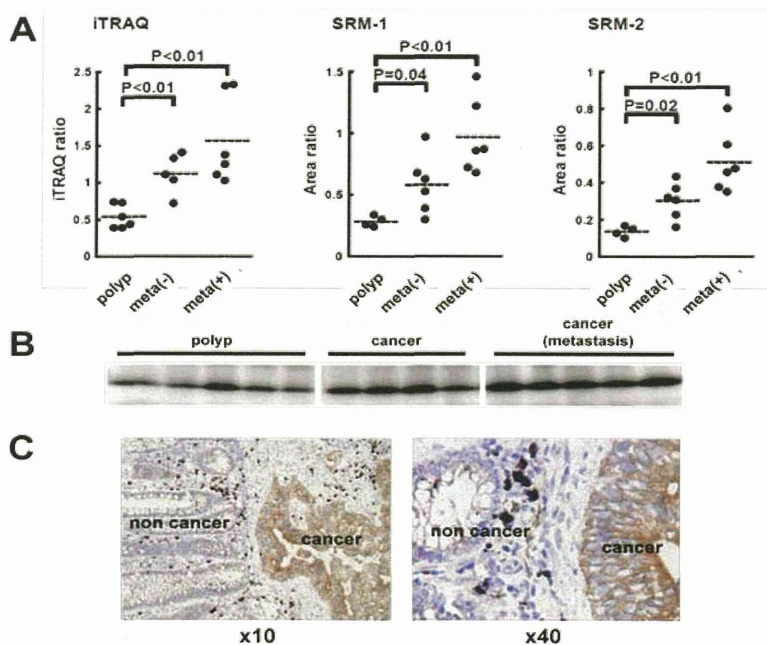 A
iTRAQ
P<0.01
P<0.01
2.5
2
1.5
1
0.5
0
iTRAQ ratio
polyp
meta(-)
meta(+)
SRM-1
P<0.01
P=0.04
1.5
1
0.5
0
Area ratio
polyp
meta(-)
meta(+)
SRM-2
P<0.01
P=0.02
1
0.8
0.6
0.4
0.2
0
Area ratio
polyp
meta(-)
meta(+)
B
polyp
cancer
cancer
(metastasis)
C
non cancer
cancer
x10
non cancer
cancer
x40